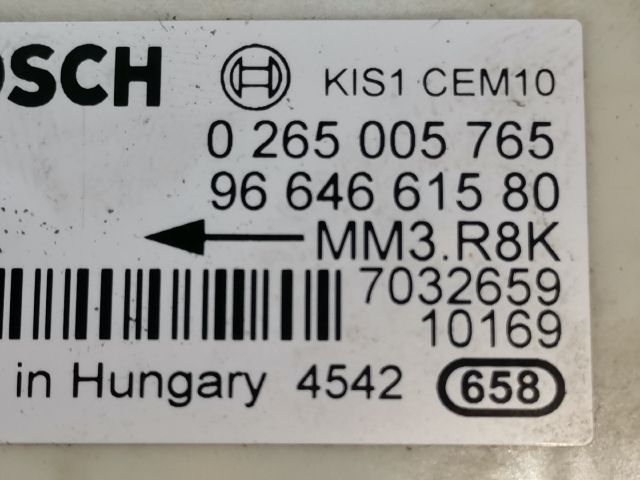 OSCH KIS1 CEM10
0 265 005 765
96 646 615 80
MM3.R8K
7032659
10169
in Hungary 4542 658